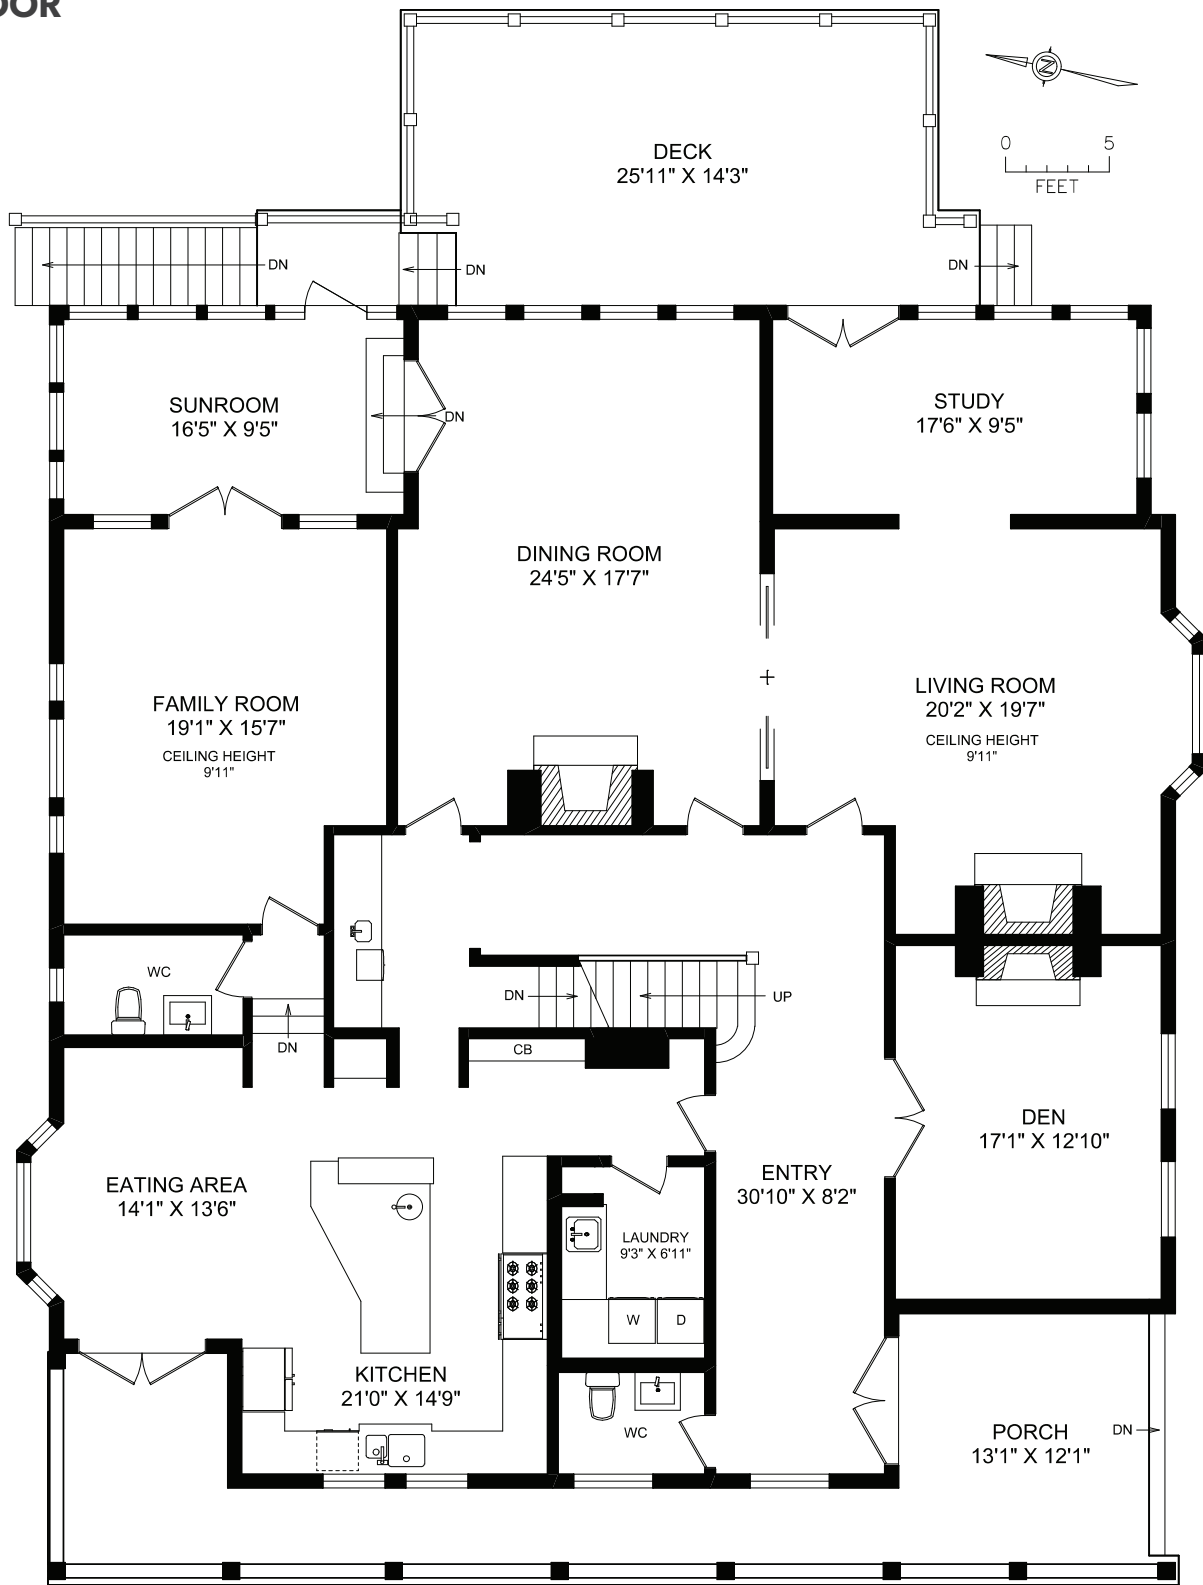 DECK
25'11" X 14'3"
N
0 5
FEET
DN
DN
DN
SUNROOM
16'5" X 9'5"
DN
STUDY
17'6" X 9'5"
DINING ROOM
24'5" X 17'7"
FAMILY ROOM
19'1" X 15'7"
CEILING HEIGHT
9'11"
LIVING ROOM
20'2" X 19'7"
CEILING HEIGHT
9'11"
WC
DN
UP
DN
CB
DEN
17'1" X 12'10"
EATING AREA
14'1" X 13'6"
ENTRY
30'10" X 8'2"
LAUNDRY
9'3" X 6'11"
W D
KITCHEN
21'0" X 14'9"
WC
PORCH
13'1" X 12'1"
DN